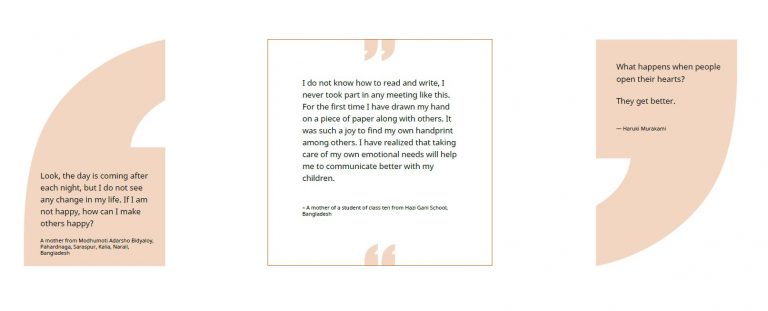 Look, the day is coming after
each night, but I do not see
any change in my life. If I am
not happy, how can I make
others happy?
A mother from Modhumoti Adarsho Bidyaloy,
Pahardnaga, Saraspur, Kalia, Narail,
Bangladesh
I do not know how to read and write, I
never took part in any meeting like this.
For the first time I have drawn my hand
on a piece of paper along with others. It
was such a joy to find my own handprint
among others. I have realized that taking
care of my own emotional needs will help
me to communicate better with my
children.
– A mother of a student of class ten from Hazi Gani School,
Bangladesh
What happens when people
open their hearts?
They get better.
— Haruki Murakami